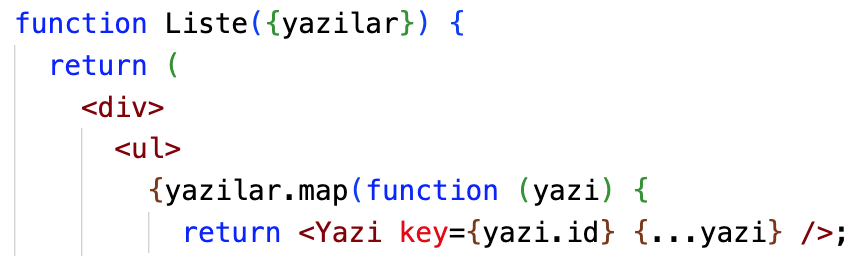 function Liste({yazilar}) {
return (
<div>
<ul>
{yazilar.map(function (yazi) {
return <Yazi key={yazi.id} {...yazi} />;